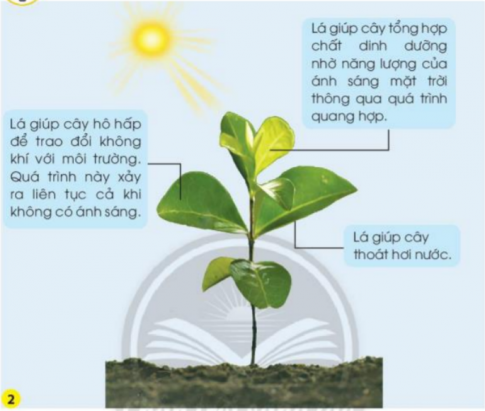 Lá giúp cây tổng hợp
chất dinh dưỡng
nhờ năng lượng của
ánh sáng mặt trời
thông qua quá trình
quang hợp.
Lá giúp cây hô hấp
để trao đổi không
khí với môi trường.
Quá trình này xảy
ra liên tục cả khi
không có ánh sáng.
Lá giúp cây
thoát hơi nước.
2